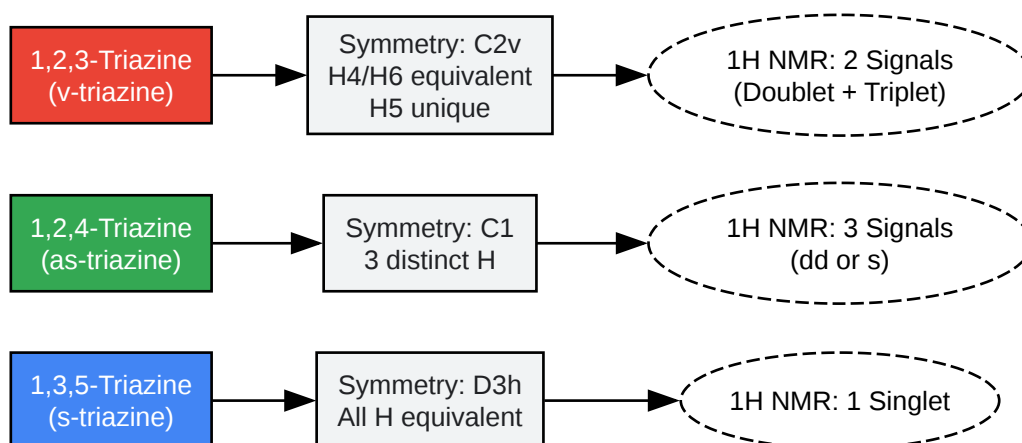 1,2,3-Triazine
(v-triazine)
Symmetry: C2v
H4/H6 equivalent
H5 unique
1H NMR: 2 Signals
(Doublet + Triplet)
1,2,4-Triazine
(as-triazine)
Symmetry: C1
3 distinct H
1H NMR: 3 Signals
(dd or s)
1,3,5-Triazine
(s-triazine)
Symmetry: D3h
All H equivalent
1H NMR: 1 Singlet